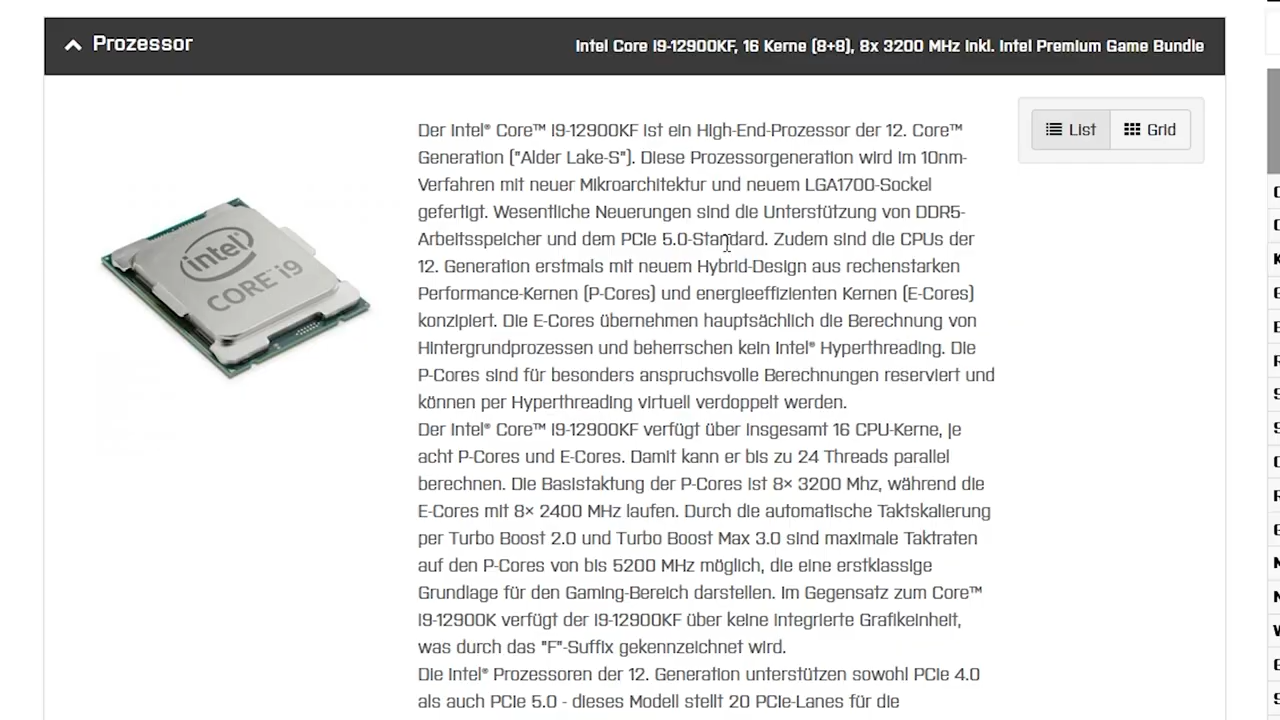 Prozessor
Intel Core i9-12900KF, 16 Kerne (8+8), 8x 3200 MHz inkl. Intel Premium Game Bundle
List
Grid
intel
CORE i9
Der Intel® Core™ i9-12900KF ist ein High-End-Prozessor der 12. Core™
Generation ("Alder Lake-S"). Diese Prozessorgeneration wird im 10nm-
Verfahren mit neuer Mikroarchitektur und neuem LGA1700-Sockel
gefertigt. Wesentliche Neuerungen sind die Unterstützung von DDR5-
Arbeitsspeicher und dem PCIe 5.0-Standard. Zudem sind die CPUs der
12. Generation erstmals mit neuem Hybrid-Design aus rechenstarken
Performance-Kernen (P-Cores) und energieeffizienten Kernen (E-Cores)
konzipiert. Die E-Cores übernehmen hauptsächlich die Berechnung von
Hintergrundprozessen und beherrschen kein Intel® Hyperthreading. Die
P-Cores sind für besonders anspruchsvolle Berechnungen reserviert und
können per Hyperthreading virtuell verdoppelt werden.
Der Intel® Core™ i9-12900KF verfügt über insgesamt 16 CPU-Kerne, je
acht P-Cores und E-Cores. Damit kann er bis zu 24 Threads parallel
berechnen. Die Basistaktung der P-Cores ist 8× 3200 Mhz, während die
E-Cores mit 8× 2400 MHz laufen. Durch die automatische Taktskalierung
per Turbo Boost 2.0 und Turbo Boost Max 3.0 sind maximale Taktraten
auf den P-Cores von bis 5200 MHz möglich, die eine erstklassige
Grundlage für den Gaming-Bereich darstellen. Im Gegensatz zum Core™
i9-12900K verfügt der i9-12900KF über keine integrierte Grafikeinheit,
was durch das "F"-Suffix gekennzeichnet wird.
Die Intel® Prozessoren der 12. Generation unterstützen sowohl PCIe 4.0
als auch PCIe 5.0 - dieses Modell stellt 20 PCIe-Lanes für die